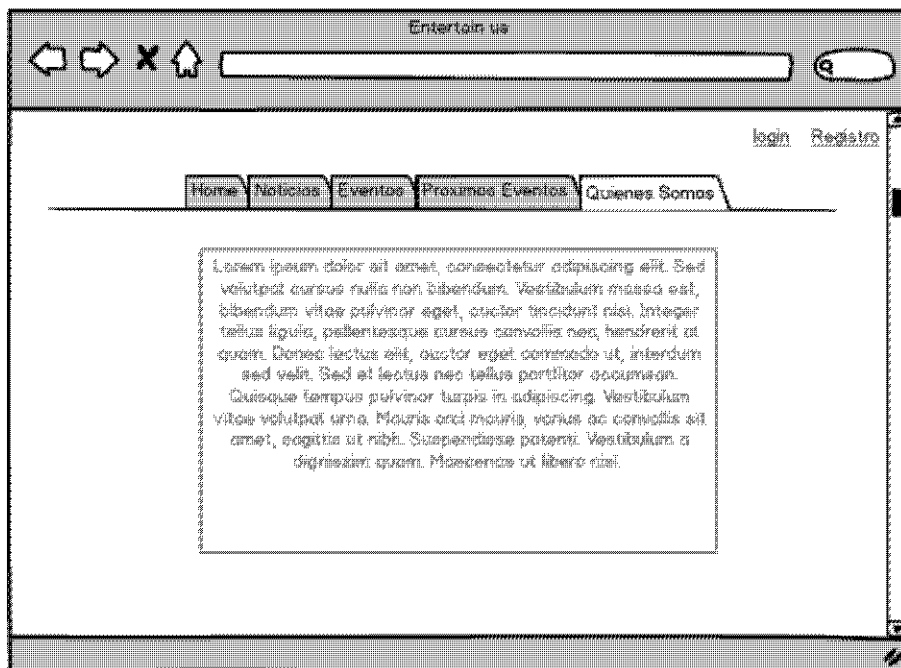 Entertain us
login Registro
Home Noticias Eventos Proximos Eventos Quienes Somos
Lorem ipsum dolor sit amet, consectetur adipiscing elit. Sed
volutpat cursus nulla non bibendum. Vestibulum massa est,
bibendum vitae pulvinar eget, auctor tincidunt nisi. Integer
tellus ligula, pellentesque cursus convallis nec, hendrerit at
quam. Donec lectus elit, auctor eget commodo ut, interdum
sed velit. Sed et lectus nec tellus porttitor accumsan.
Quisque tempus pulvinar turpis in adipiscing. Vestibulum
vitae volutpat urna. Mauris orci mauris, varius ac convallis sit
amet, sagittis ut nibh. Suspendisse potenti. Vestibulum a
dignissim quam. Maecenas ut libero nisl.